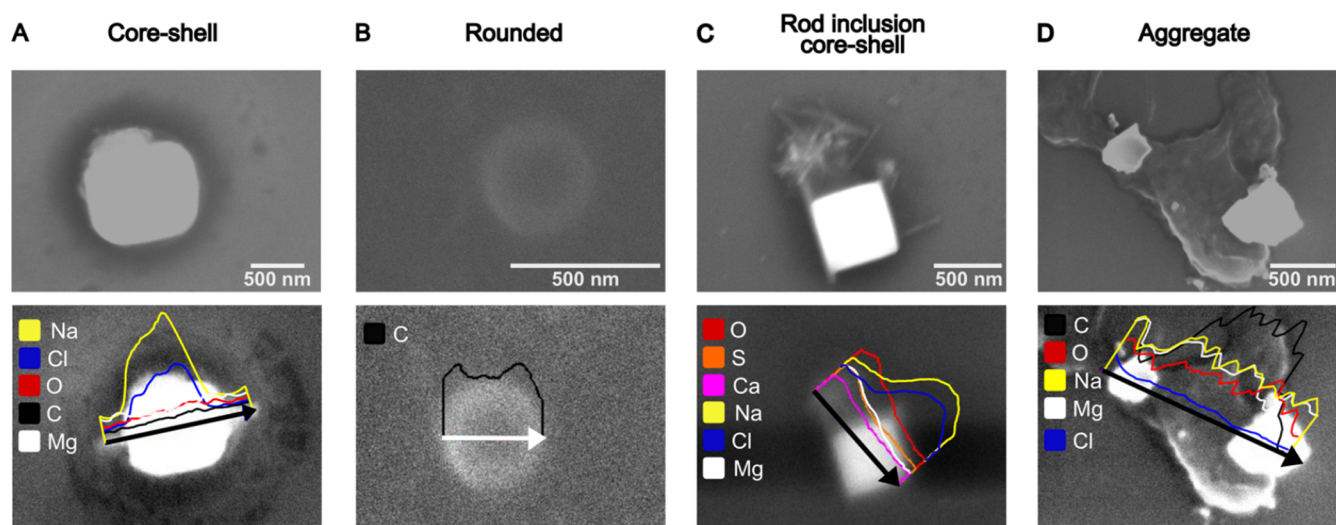 A Core-shell
B Rounded
C Rod inclusion
core-shell
D Aggregate
500 nm
500 nm
500 nm
500 nm
Na
Cl
O
C
Mg
C
O
S
Ca
Na
Cl
Mg
C
O
Na
Mg
Cl